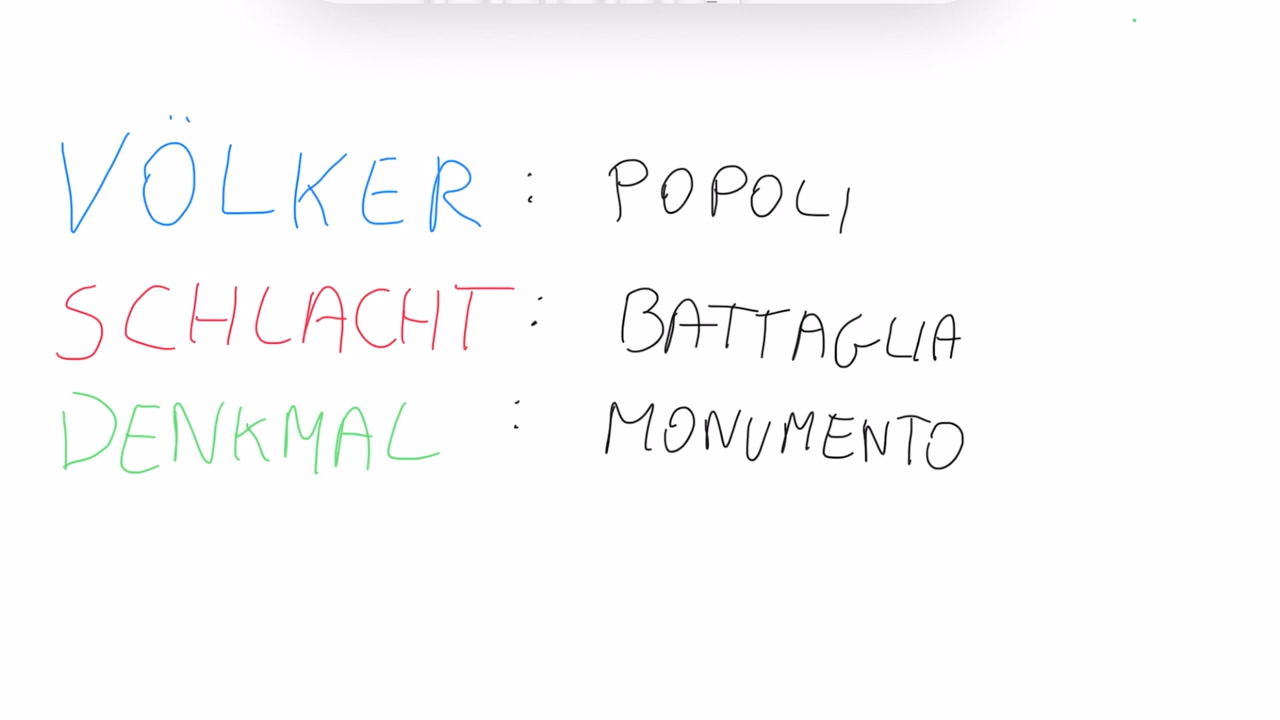 VÖLKER : POPOLI
SCHLACHT : BATTAGLIA
DENKMAL : MONUMENTO